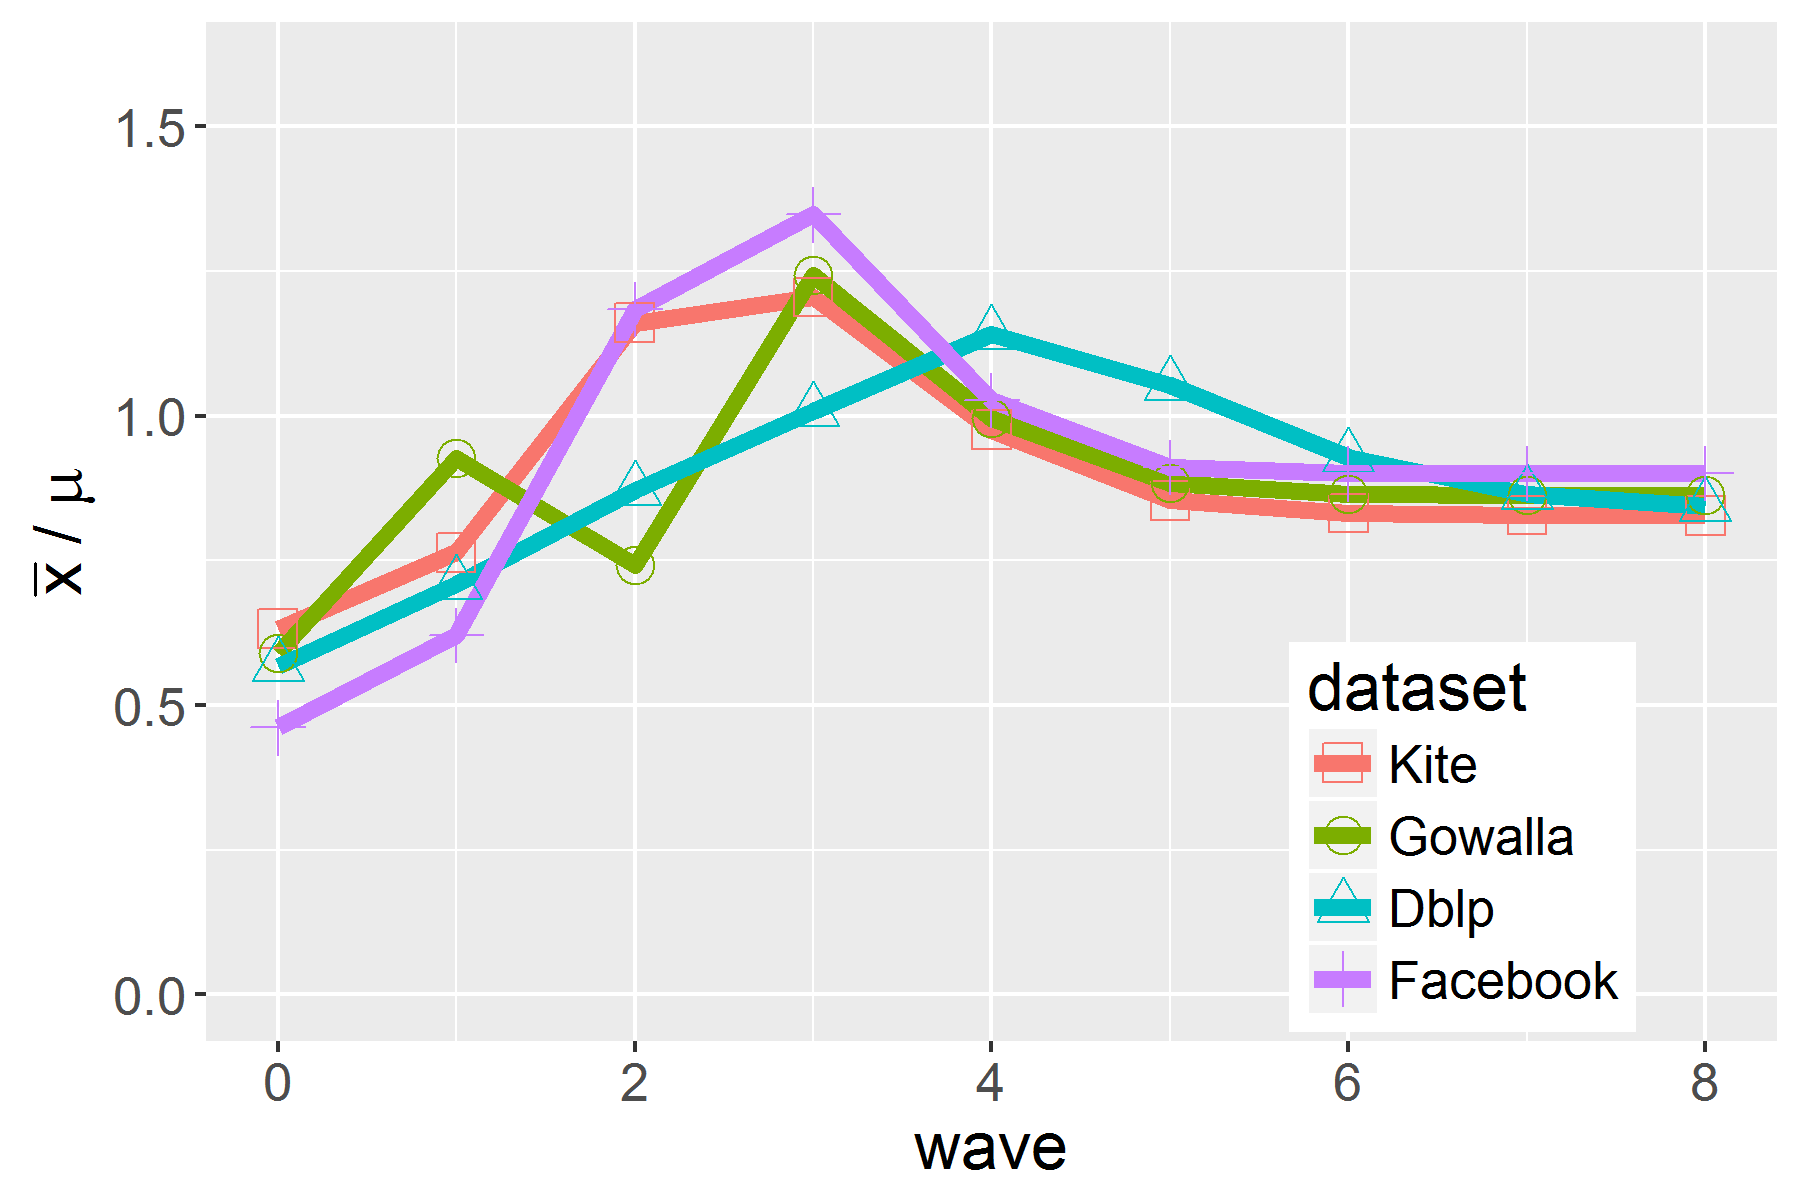 1.5
1.0
0.5
0.0
x̅ / μ
0 2 4 6 8
wave
dataset
Kite
Gowalla
Dblp
Facebook